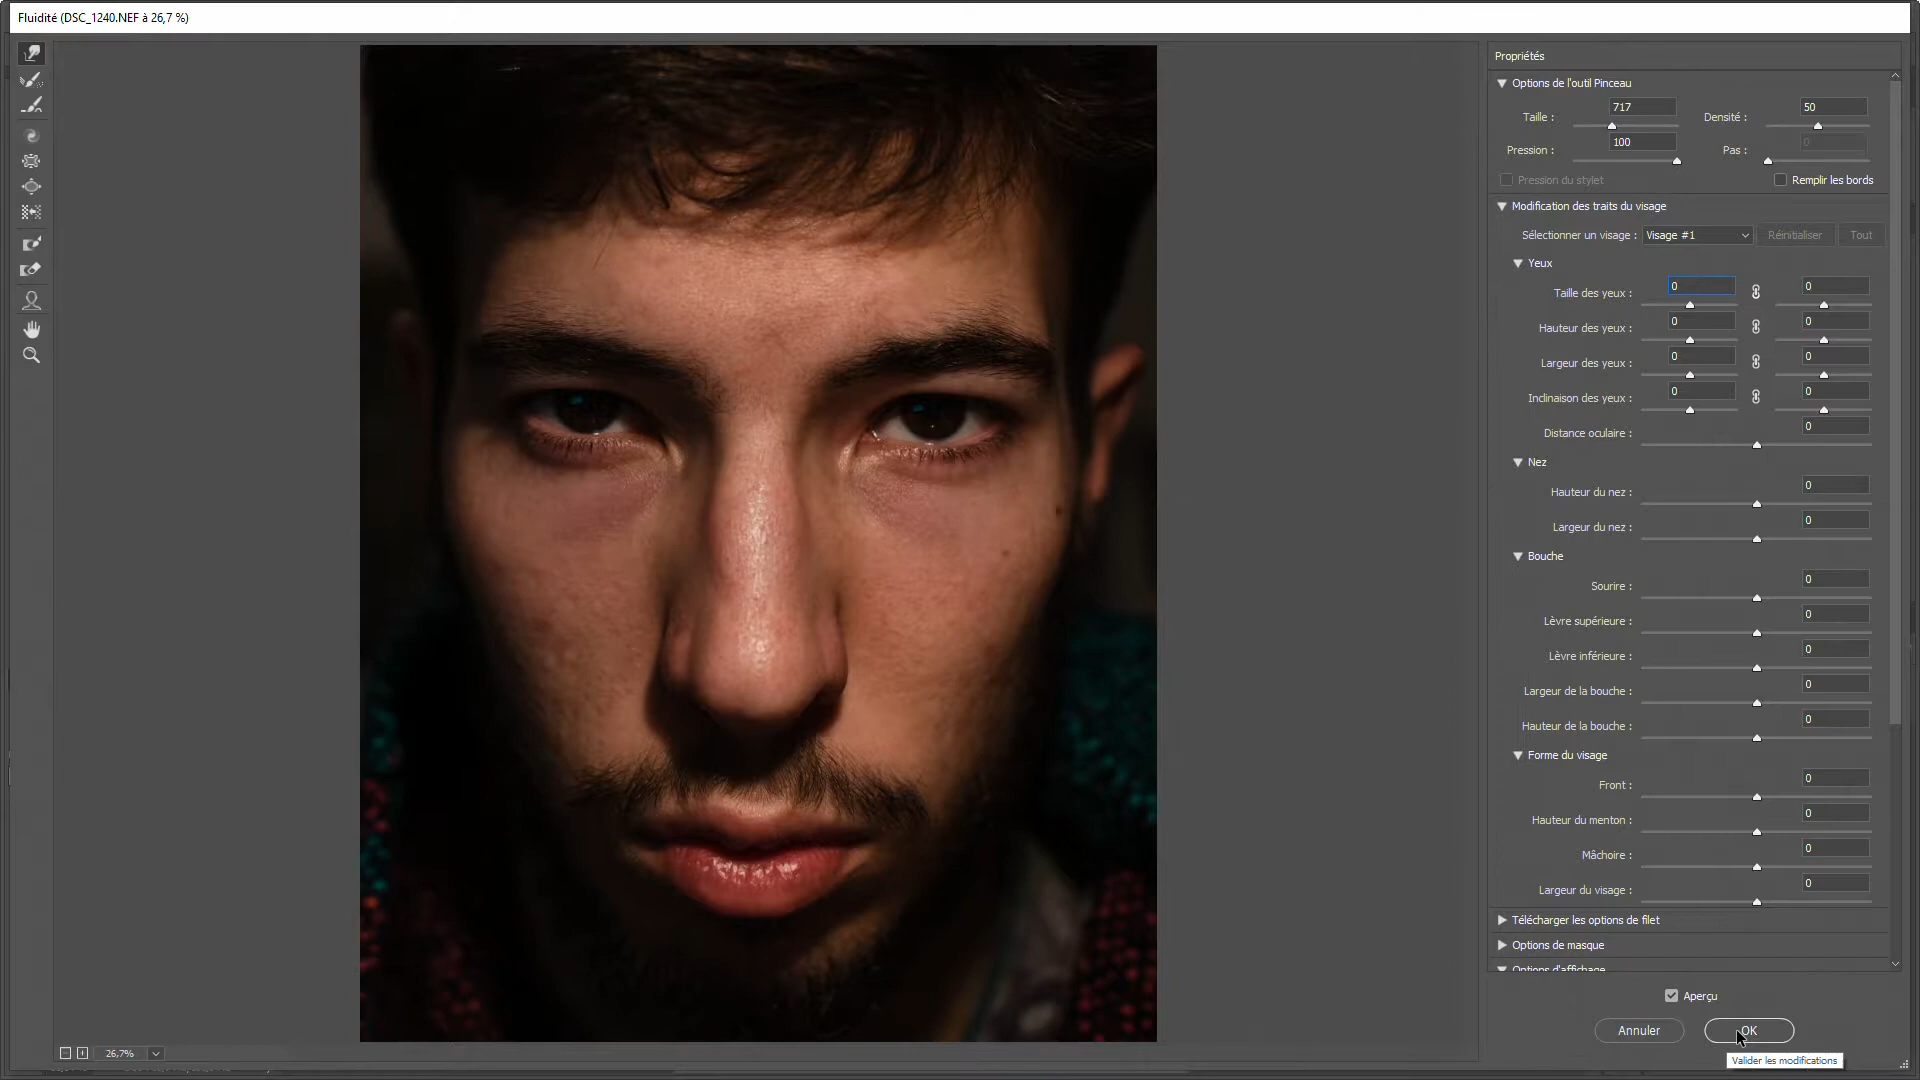 Fluidité (DSC_1240.NEF à 26,7 %)
Propriétés
Options de l'outil Pinceau
Taille : 717 Densité : 50
Pression : 100 Pas : 0
Pression du stylet Remplir les bords
Modification des traits du visage
Sélectionner un visage : Visage #1 Réinitialiser Tout
Yeux
Taille des yeux : 0 0
Hauteur des yeux : 0 0
Largeur des yeux : 0 0
Inclinaison des yeux : 0 0
Distance oculaire : 0
Nez
Hauteur du nez : 0
Largeur du nez : 0
Bouche
Sourire : 0
Lèvre supérieure : 0
Lèvre inférieure : 0
Largeur de la bouche : 0
Hauteur de la bouche : 0
Forme du visage
Front : 0
Hauteur du menton : 0
Mâchoire : 0
Largeur du visage : 0
Télécharger les options de filet
Options de masque
Options d'affichage
Aperçu
Annuler OK
Valider les modifications
26,7%